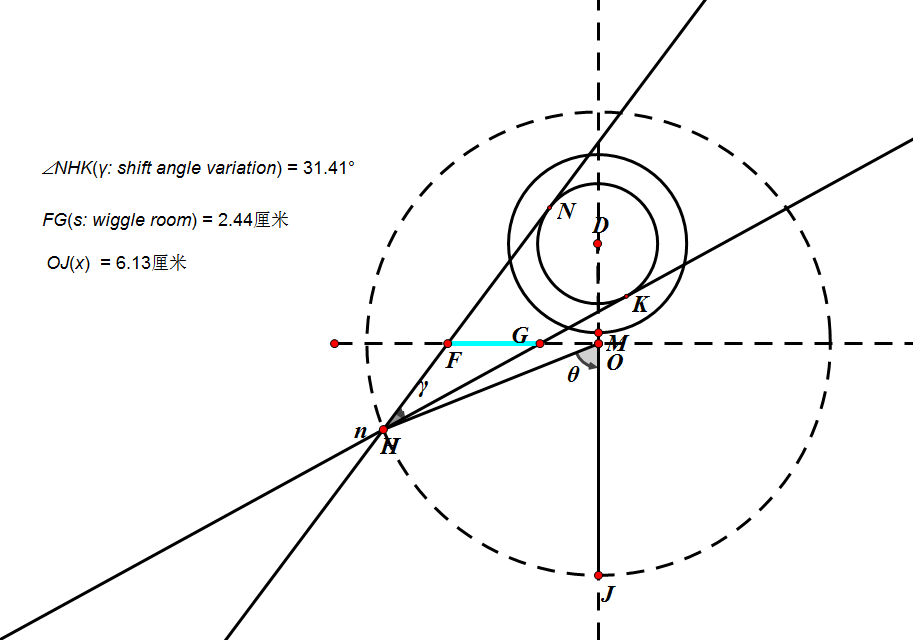 ∠NHK(γ: shift angle variation) = 31.41°
FG(s: wiggle room) = 2.44厘米
OJ(x) = 6.13厘米
N
D
K
G
M
F
O
θ
γ
n
H
J